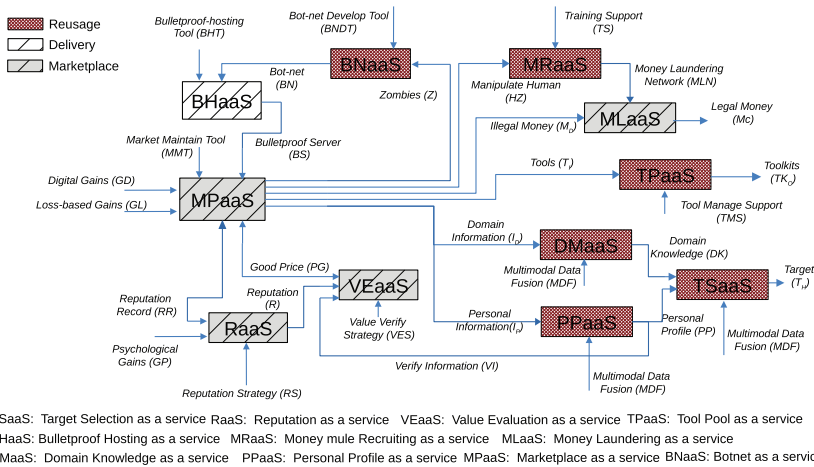 Reusage
Delivery
Marketplace
Bulletproof-hosting
Tool (BHT)
Bot-net Develop Tool
(BNDT)
Training Support
(TS)
BNaaS
MRaaS
Bot-net
(BN)
Zombies (Z)
Manipulate Human
(HZ)
Money Laundering
Network (MLN)
BHaaS
Legal Money
(Mc)
Illegal Money (MD)
MLaaS
Market Maintain Tool
(MMT)
Bulletproof Server
(BS)
Digital Gains (GD)
Loss-based Gains (GL)
MPaaS
Tools (T)
TPaaS
Toolkits
(TKO)
Tool Manage Support
(TMS)
Domain
Information (ID)
DMaaS
Domain
Knowledge (DK)
Good Price (PG)
VEaaS
Multimodal Data
Fusion (MDF)
TSaaS
Target
(TH)
Reputation
Record (RR)
Reputation
(R)
RaaS
Value Verify
Strategy (VES)
Personal
Information(IP)
PPaaS
Personal
Profile (PP)
Multimodal Data
Fusion (MDF)
Psychological
Gains (GP)
Verify Information (VI)
Multimodal Data
Fusion (MDF)
Reputation Strategy (RS)
SaaS: Target Selection as a service RaaS: Reputation as a service VEaaS: Value Evaluation as a service TPaaS: Tool Pool as a service
HaaS: Bulletproof Hosting as a service MRaaS: Money mule Recruiting as a service MLaaS: Money Laundering as a service
MaaS: Domain Knowledge as a service PPaaS: Personal Profile as a service MPaaS: Marketplace as a service BNaaS: Botnet as a servic